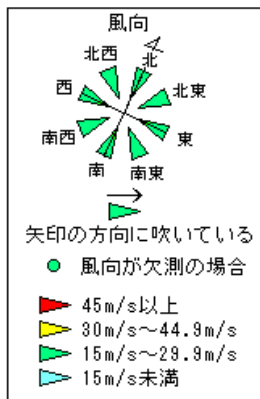 風向
北西
北
西
北東
南西
東
南
南東
矢印の方向に吹いている
風向が欠測の場合
45m/s以上
30m/s～44.9m/s
15m/s～29.9m/s
15m/s未満